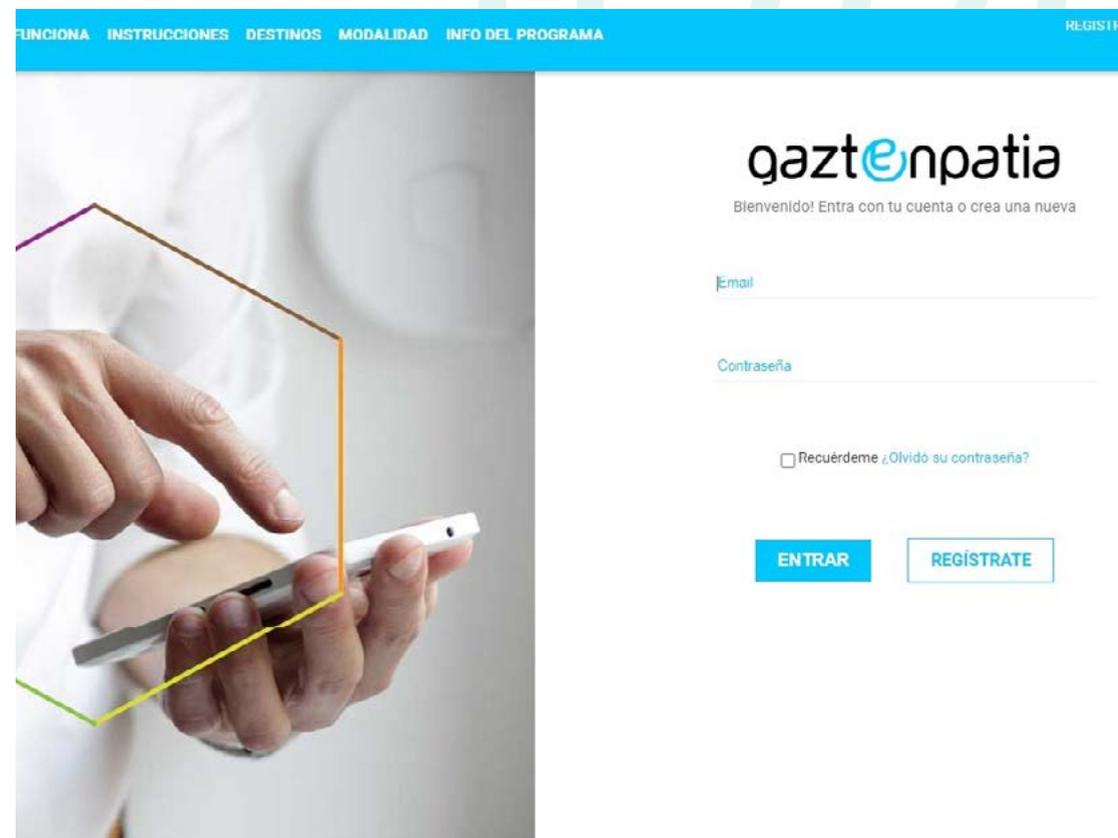 FUNCIONA INSTRUCCIONES DESTINOS MODALIDAD INFO DEL PROGRAMA
gaztenpatia
Bienvenido! Entra con tu cuenta o crea una nueva
Email
Contraseña
Recuérdeme ¿Olvidó su contraseña?
ENTRAR REGÍSTRATE